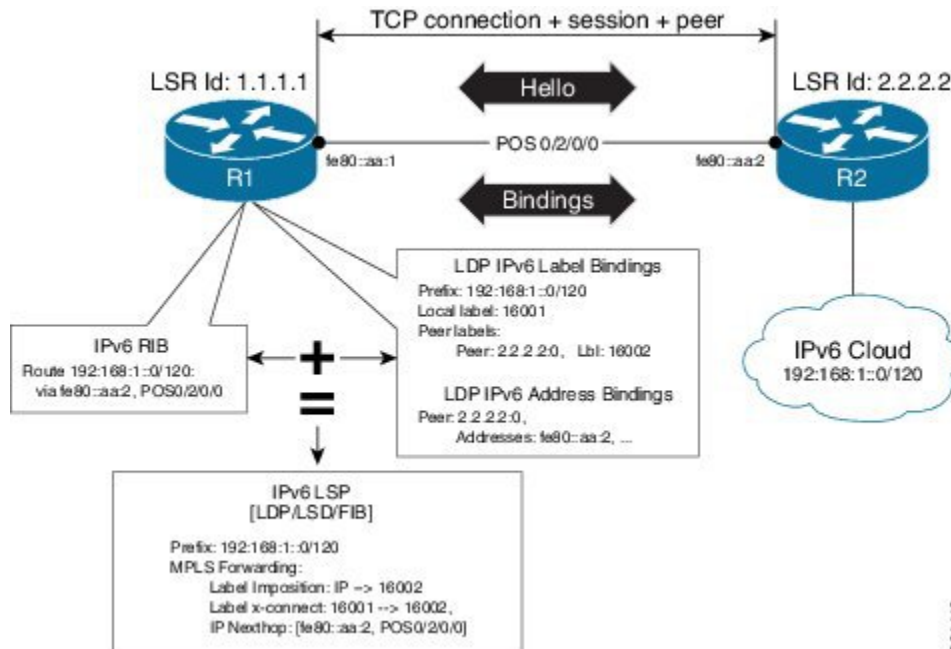 TCP connection + session + peer
LSR Id: 1.1.1.1
LSR Id: 2.2.2.2
Hello
POS 0/2/0/0
fe80::aa:1
fe80::aa:2
R1
R2
Bindings
LDP IPv6 Label Bindings
Prefix: 192:168:1::0/120
Local label: 16001
Peer labels:
Peer: 2.2.2.2:0, Lbl: 16002
LDP IPv6 Address Bindings
Peer: 2.2.2.2:0,
Addresses: fe80::aa:2, ...
IPv6 RIB
Route 192:168:1::0/120:
via fe80::aa:2, POS0/2/0/0
+
=
IPv6 Cloud
192:168:1::0/120
IPv6 LSP
[LDP/LSD/FIB]
Prefix: 192:168:1::0/120
MPLS Forwarding:
Label Imposition: IP --> 16002
Label x-connect: 16001 --> 16002,
IP Nexthop: [fe80::aa:2, POS0/2/0/0]